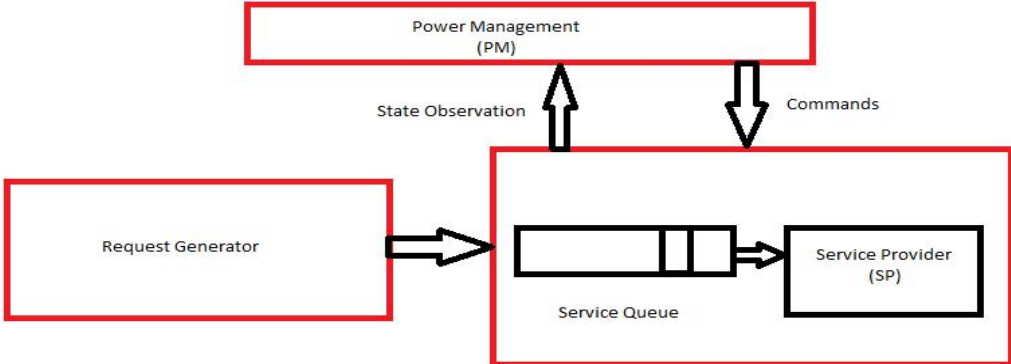 Power Management
(PM)
State Observation
Commands
Request Generator
Service Provider
(SP)
Service Queue